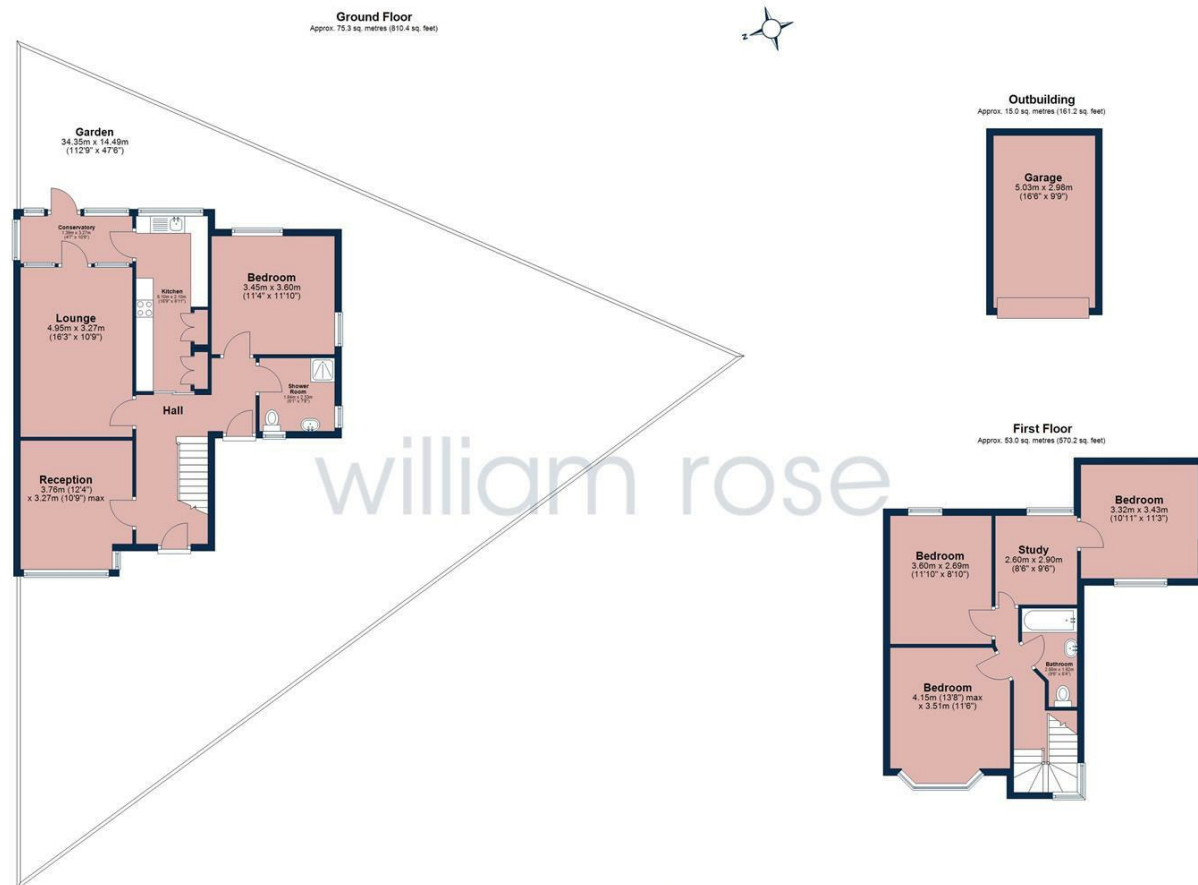 Ground Floor
Approx. 75.3 sq. metres (810.4 sq. feet)
Z
Garden
34.35m x 14.49m
(112'9" x 47'6")
Conservatory
Kitchen
Bedroom
3.45m x 3.60m
(11'4" x 11'10")
Lounge
4.95m x 3.27m
(16'3" x 10'9")
Shower
Room
Hall
Reception
3.76m (12'4")
x 3.27m (10'9") max
william rose
Outbuilding
Approx. 15.0 sq. metres (161.2 sq. feet)
Garage
5.03m x 2.98m
(16'6" x 9'9")
First Floor
Approx. 53.0 sq. metres (570.2 sq. feet)
Bedroom
3.32m x 3.43m
(10'11" x 11'3")
Bedroom
3.60m x 2.69m
(11'10" x 8'10")
Study
2.60m x 2.90m
(8'6" x 9'6")
Bathroom
Bedroom
4.15m (13'8") max
x 3.51m (11'6")